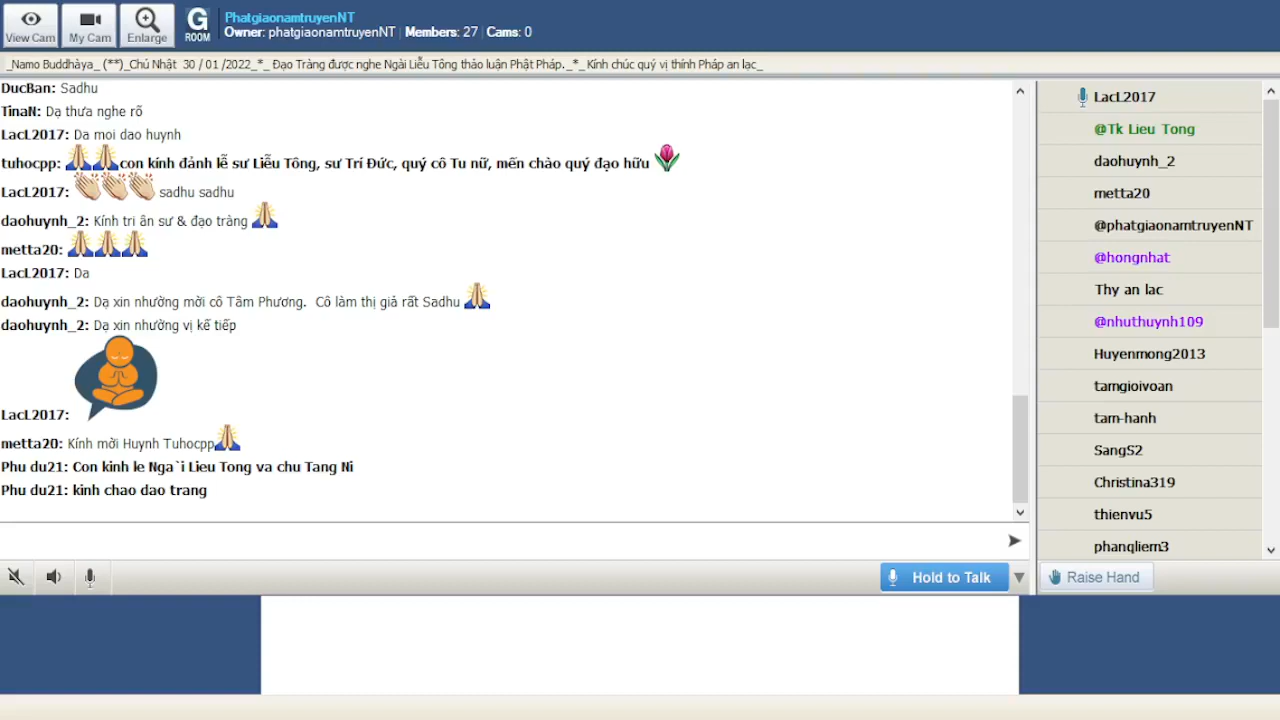 View Cam
My Cam
Enlarge
G
ROOM
PhatgiaonamtruyenNT
Owner: phatgiaonamtruyenNT | Members: 27 | Cams: 0
_Namo Buddhàya_ (**)_Chú Nhật 30 / 01 /2022_*_ Đạo Tràng được nghe Ngài Liễu Tông thảo luận Phật Pháp._*_Kính chúc quý vị thính Pháp an lạc_
DucBan: Sadhu
TinaN: Dạ thưa nghe rõ
LacL2017: Da moi dao huynh
tuhocpp: con kính đảnh lễ sư Liễu Tông, sư Trí Đức, quý cô Tu nữ, mến chào quý đạo hữu
LacL2017: sadhu sadhu
daohuynh_2: Kính tri ân sư & đạo tràng
metta20:
LacL2017: Da
daohuynh_2: Dạ xin nhường mời cô Tâm Phương. Cô làm thị giả rất Sadhu
daohuynh_2: Dạ xin nhường vị kế tiếp
LacL2017:
metta20: Kính mời Huynh Tuhocpp
Phu du21: Con kinh le Nga`i Lieu Tong va chu Tang Ni
Phu du21: kinh chao dao trang
Hold to Talk
LacL2017
@Tk Lieu Tong
daohuynh_2
metta20
@phatgiaonamtruyenNT
@hongnhat
Thy an lac
@nhuthuynh109
Huyenmong2013
tamgioivoan
tam-hanh
SangS2
Christina319
thienvu5
phanqliem3
Raise Hand